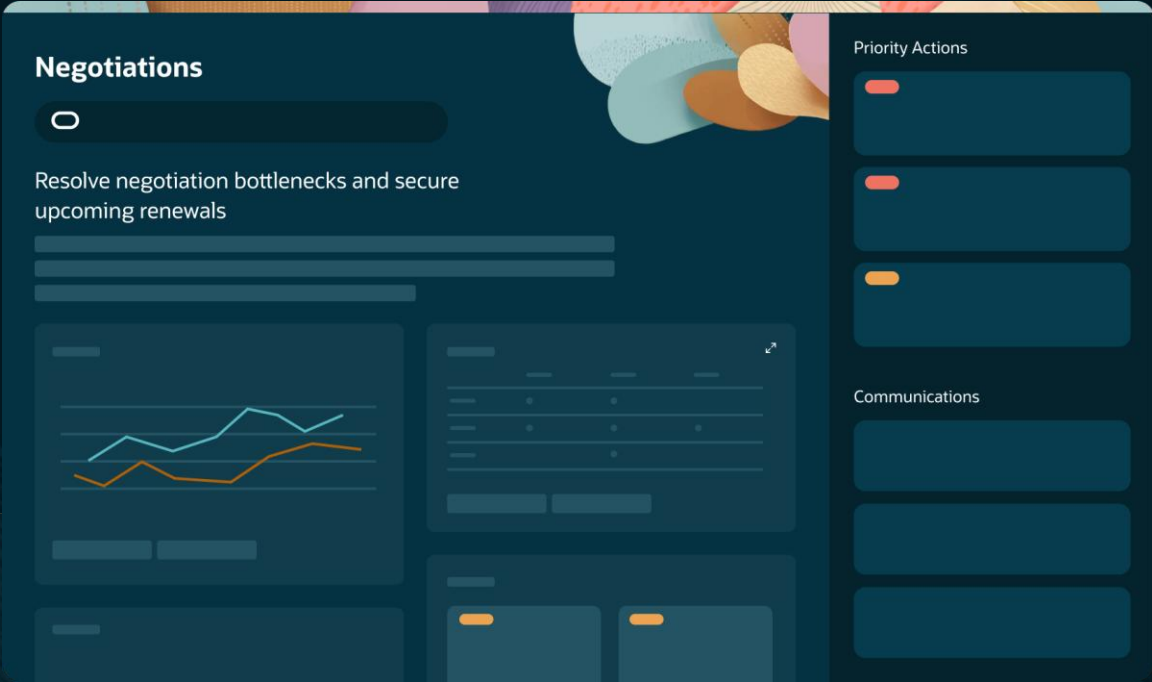 Negotiations
Resolve negotiation bottlenecks and secure
upcoming renewals
Priority Actions
Communications